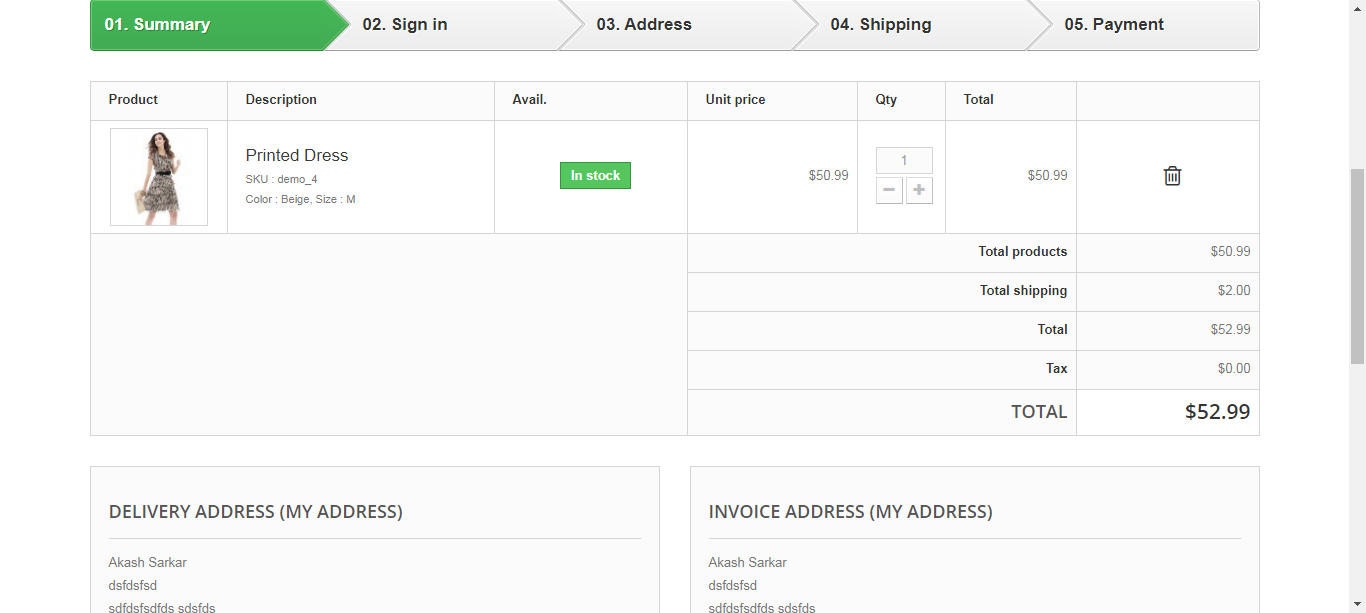 01. Summary
02. Sign in
03. Address
04. Shipping
05. Payment
Product
Description
Avail.
Unit price
Qty
Total
Printed Dress
SKU : demo_4
Color : Beige, Size : M
In stock
$50.99
1
$50.99
Total products
$50.99
Total shipping
$2.00
Total
$52.99
Tax
$0.00
TOTAL
$52.99
DELIVERY ADDRESS (MY ADDRESS)
Akash Sarkar
dsfdsfsd
sdfdsfsdfds sdsfds
INVOICE ADDRESS (MY ADDRESS)
Akash Sarkar
dsfdsfsd
sdfdsfsdfds sdsfds